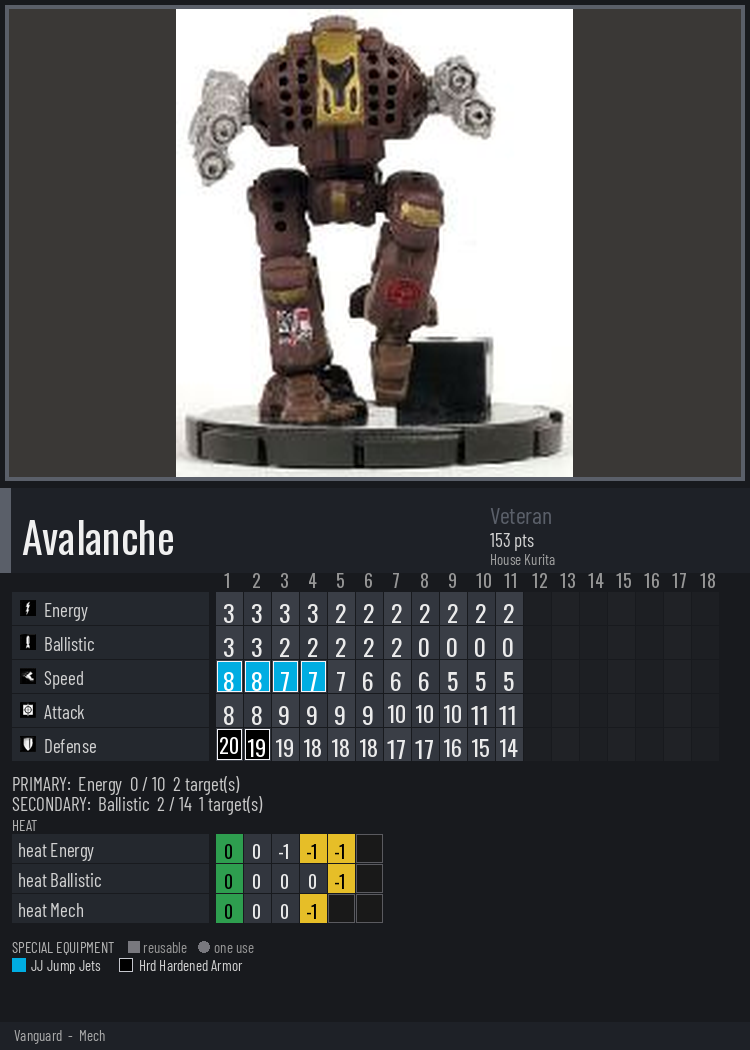 Avalanche
Veteran
153 pts
House Kurita
1 2 3 4 5 6 7 8 9 10 11 12 13 14 15 16 17 18
Energy 3 3 3 3 2 2 2 2 2 2 2
Ballistic 3 3 2 2 2 2 2 0 0 0 0
Speed 8 8 7 7 7 6 6 6 5 5 5
Attack 8 8 9 9 9 9 10 10 10 11 11
Defense 20 19 19 18 18 18 17 17 16 15 14
PRIMARY: Energy 0 / 10 2 target(s)
SECONDARY: Ballistic 2 / 14 1 target(s)
HEAT
heat Energy 0 0 -1 -1 -1
heat Ballistic 0 0 0 0 -1
heat Mech 0 0 0 -1
SPECIAL EQUIPMENT reusable one use
JJ Jump Jets Hrd Hardened Armor
Vanguard - Mech